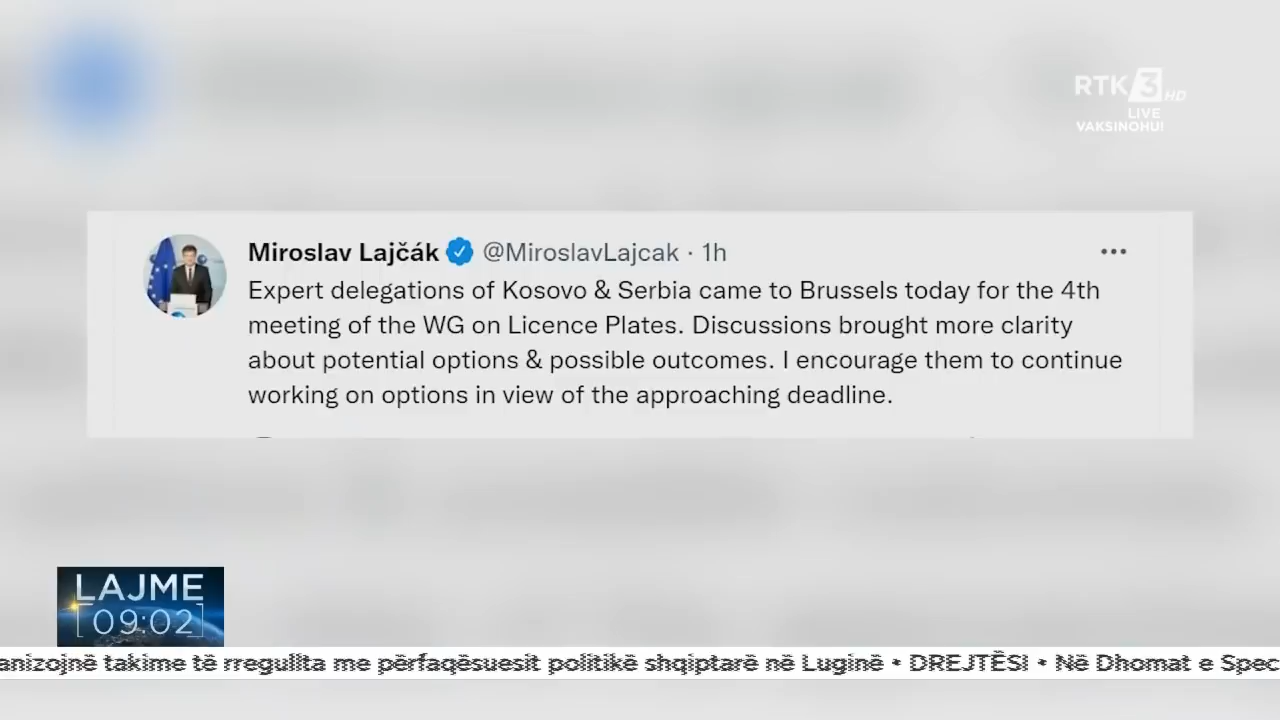 RTK 3 HD
LIVE
VAKSINOHU!
Miroslav Lajčák @MiroslavLajcak · 1h
Expert delegations of Kosovo & Serbia came to Brussels today for the 4th
meeting of the WG on Licence Plates. Discussions brought more clarity
about potential options & possible outcomes. I encourage them to continue
working on options in view of the approaching deadline.
LAJME
09:02
anizojnë takime të rregullta me përfaqësuesit politikë shqiptarë në Luginë • DREJTËSI • Në Dhomat e Spec